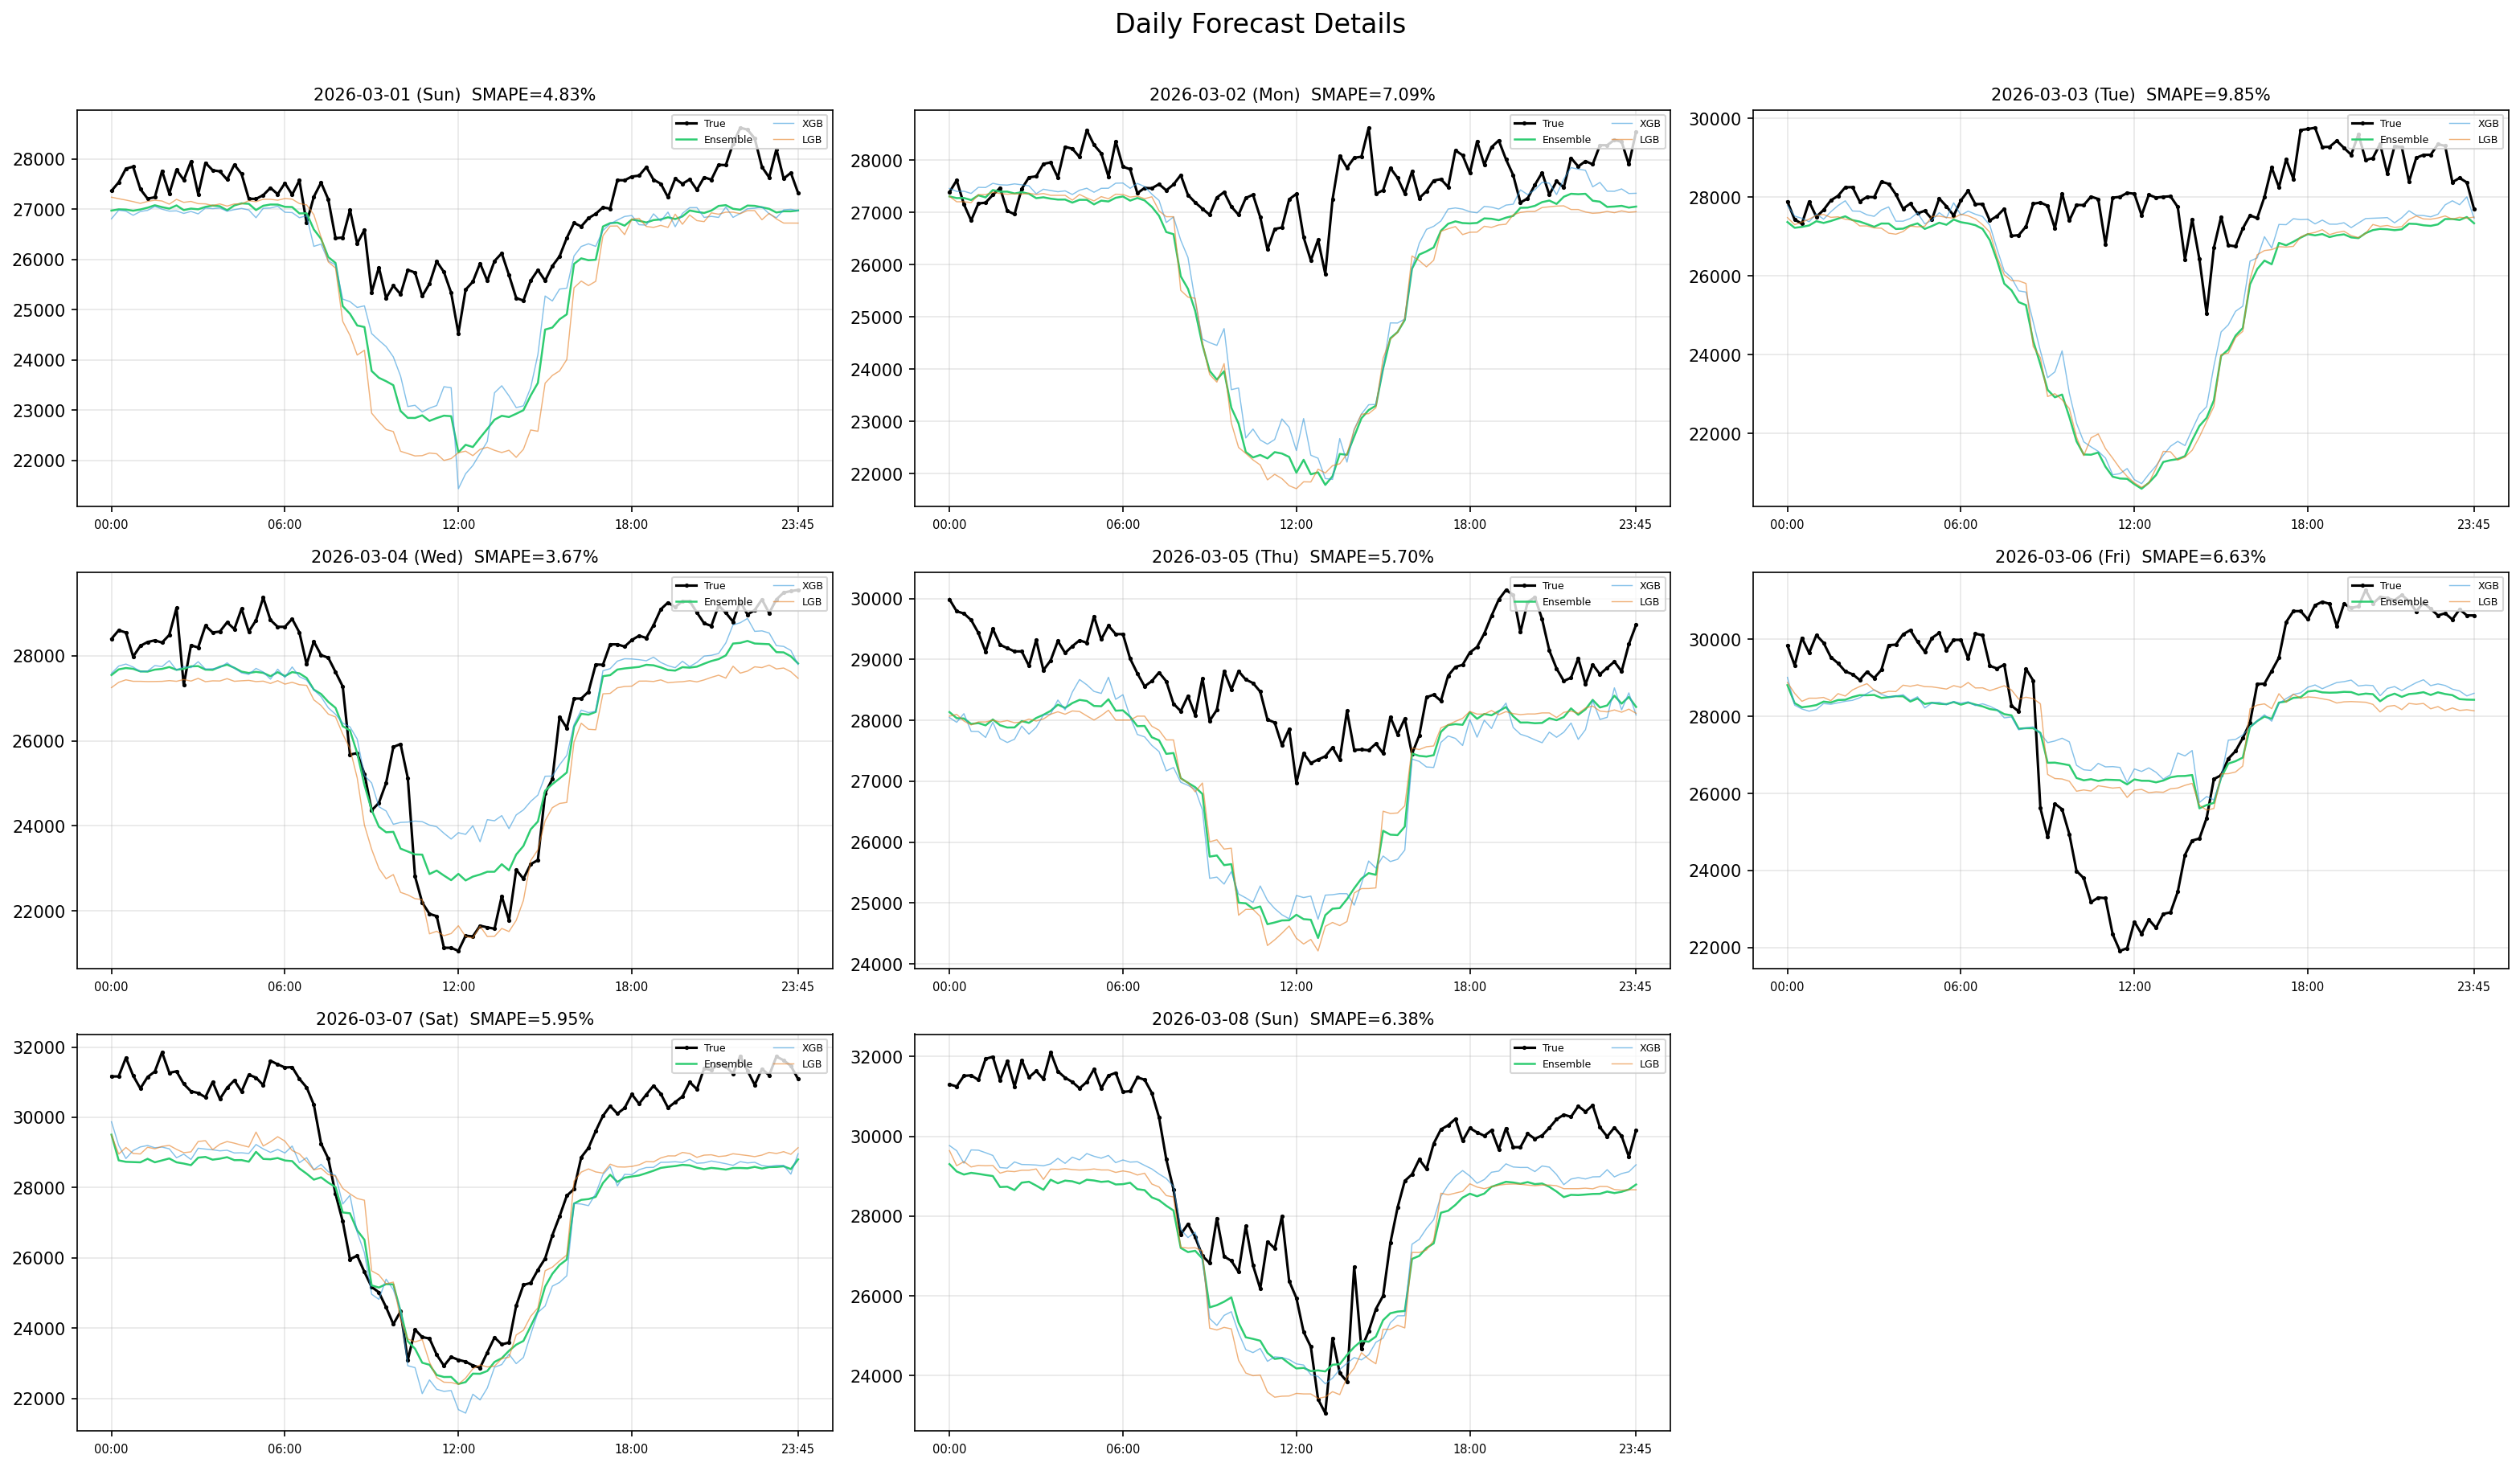 Daily Forecast Details
2026-03-01 (Sun)  SMAPE=4.83%
True XGB
Ensemble LGB
28000
27000
26000
25000
24000
23000
22000
00:00 06:00 12:00 18:00 23:45
2026-03-02 (Mon)  SMAPE=7.09%
True XGB
Ensemble LGB
28000
27000
26000
25000
24000
23000
22000
00:00 06:00 12:00 18:00 23:45
2026-03-03 (Tue)  SMAPE=9.85%
True XGB
Ensemble LGB
30000
28000
26000
24000
22000
00:00 06:00 12:00 18:00 23:45
2026-03-04 (Wed)  SMAPE=3.67%
True XGB
Ensemble LGB
28000
26000
24000
22000
00:00 06:00 12:00 18:00 23:45
2026-03-05 (Thu)  SMAPE=5.70%
True XGB
Ensemble LGB
30000
29000
28000
27000
26000
25000
24000
00:00 06:00 12:00 18:00 23:45
2026-03-06 (Fri)  SMAPE=6.63%
True XGB
Ensemble LGB
30000
28000
26000
24000
22000
00:00 06:00 12:00 18:00 23:45
2026-03-07 (Sat)  SMAPE=5.95%
True XGB
Ensemble LGB
32000
30000
28000
26000
24000
22000
00:00 06:00 12:00 18:00 23:45
2026-03-08 (Sun)  SMAPE=6.38%
True XGB
Ensemble LGB
32000
30000
28000
26000
24000
00:00 06:00 12:00 18:00 23:45